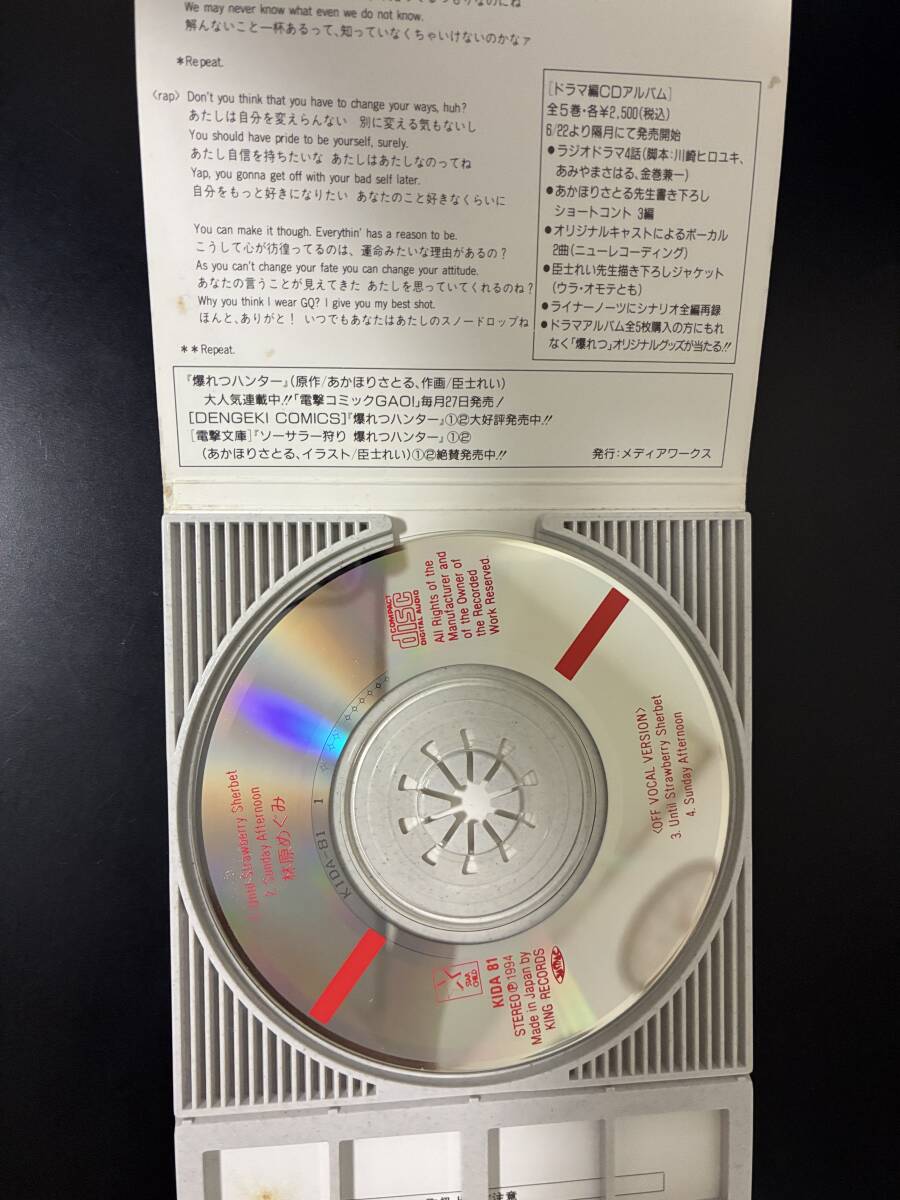 We may never know what even we do not know.
解んないこと一杯あるって、知っていなくちゃいけないのかなァ
*Repeat.
〈rap〉 Don't you think that you have to change your ways, huh?
あたしは自分を変えらんない 別に変える気もないし
You should have pride to be yourself, surely.
あたし自信を持ちたいな あたしはあたしなのってね
Yap, you gonna get off with your bad self later.
自分をもっと好きになりたい あなたのこと好きなくらいに
You can make it though. Everythin' has a reason to be.
こうして心が彷徨ってるのは、運命みたいな理由があるの?
As you can't change your fate you can change your attitude.
あなたの言うことが見えてきた あたしを思っていてくれるのね?
Why you think I wear GQ? I give you my best shot.
ほんと、ありがと! いつでもあなたはあたしのスノードロップね
**Repeat.
[ドラマ編CDアルバム]
全5巻・各¥2,500(税込)
6/22より隔月にて発売開始
●ラジオドラマ4話(脚本:川崎ヒロユキ、
あみやまさはる、金巻兼一)
●あかほりさとる先生書き下ろし
ショートコント 3編
●オリジナルキャストによるボーカル
2曲(ニューレコーディング)
●臣士れい先生描き下ろしジャケット
(ウラ・オモテとも)
●ライナーノーツにシナリオ全編再録
●ドラマアルバム全5枚購入の方にもれ
なく「爆れつ」オリジナルグッズが当たる!!
『爆れつハンター』(原作/あかほりさとる、作画/臣士れい)
大人気連載中!!「電撃コミックGAO!」毎月27日発売!
[DENGEKI COMICS]『爆れつハンター』①②大好評発売中!!
[電撃文庫]『ソーサラー狩り 爆れつハンター』①②
(あかほりさとる、イラスト/臣士れい)①②絶賛発売中!!
発行:メディアワークス
COMPACT
disc
DIGITAL AUDIO
All Rights of the
Manufacturer and
of the Owner of
the Recorded
Work Reserved.
〈OFF VOCAL VERSION〉
3. Until Strawberry Sherbet
4. Sunday Afternoon
1. Until Strawberry Sherbet
2. Sunday Afternoon
林原めぐみ
KIDA-81 1
STAR
CHILD
KIDA 81
STEREO Ⓟ1994
Made in Japan by
KING RECORDS